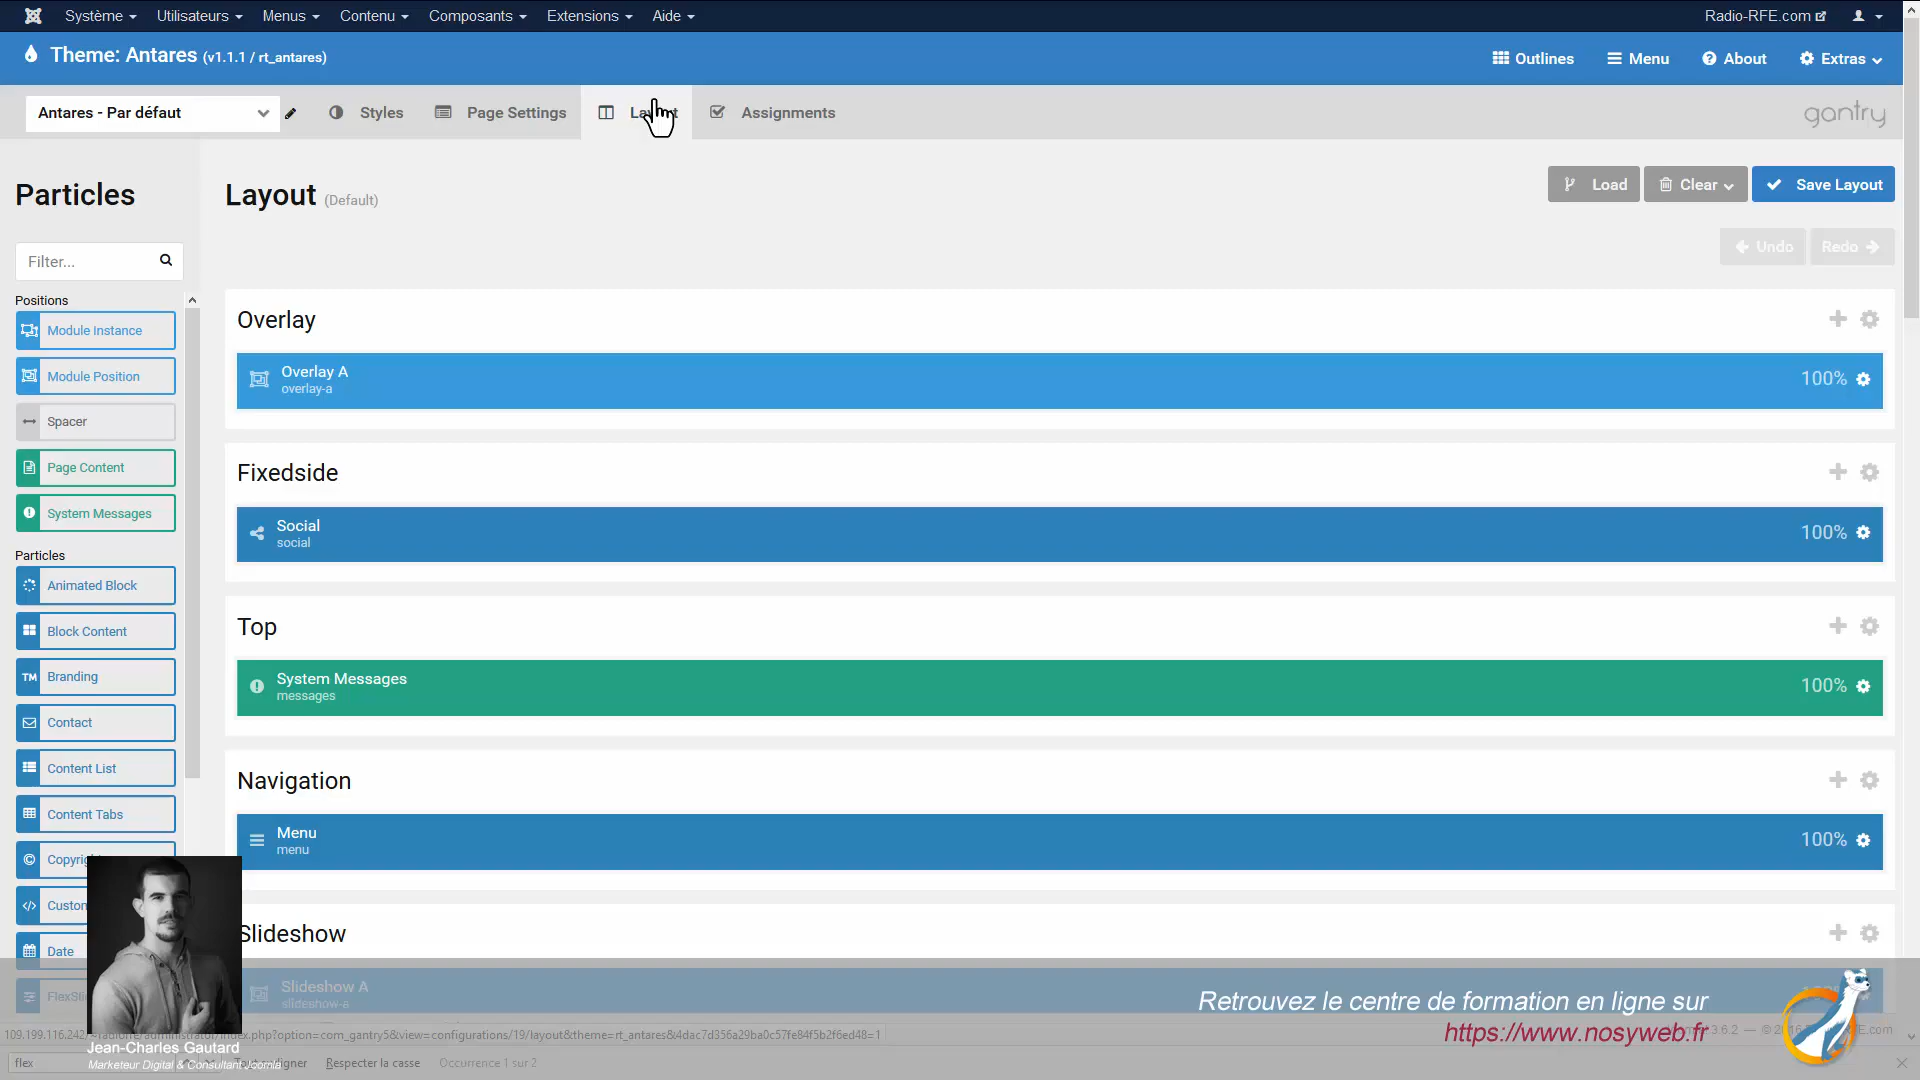 Système Utilisateurs Menus Contenu Composants Extensions Aide Radio-RFE.com
Theme: Antares (v1.1.1 / rt_antares) Outlines Menu About Extras
Antares - Par défaut Styles Page Settings Assignments gantry
Particles
Layout (Default) Load Clear Save Layout
Filter...
Undo Redo
Positions
Module Instance
Module Position
Spacer
Page Content
System Messages
Particles
Animated Block
Block Content
Branding
Contact
Content List
Content Tabs
Date
Overlay
Overlay A 100%
overlay-a
Fixedside
Social 100%
social
Top
System Messages 100%
messages
Navigation
Menu 100%
menu
Slideshow
Slideshow A
slideshow-a
Retrouvez le centre de formation en ligne sur
https://www.nosyweb.fr
Jean-Charles Gautard
Marketeur Digital & Consultant Joomla
flex Respecter la casse Occurrence 1 sur 2